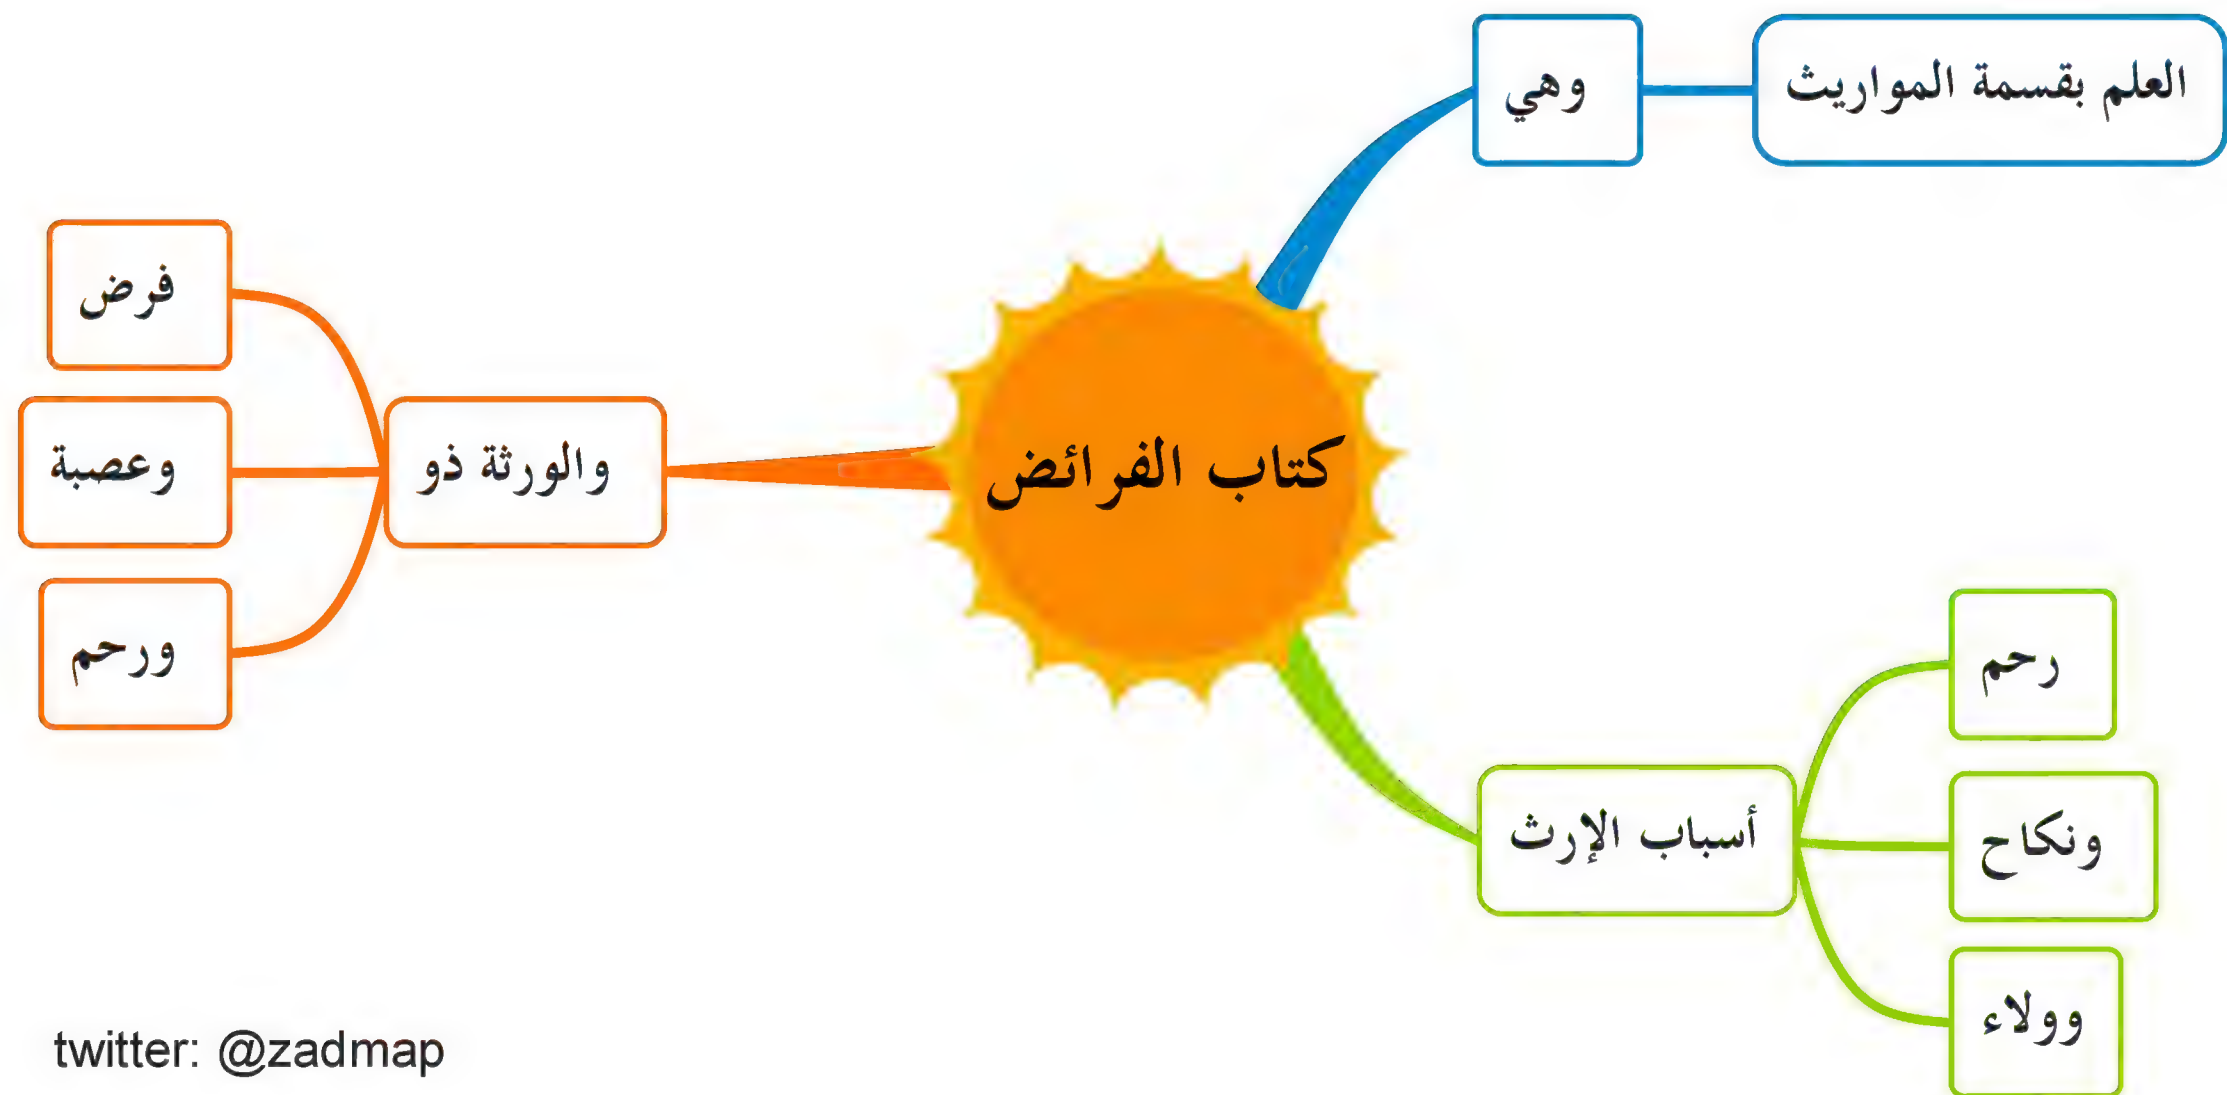 كتاب الفرائض
وهي
العلم بقسمة المواريث
أسباب الإرث
رحم
ونكاح
وولاء
والورثة ذو
فرض
وعصبة
ورحم
twitter: @zadmap